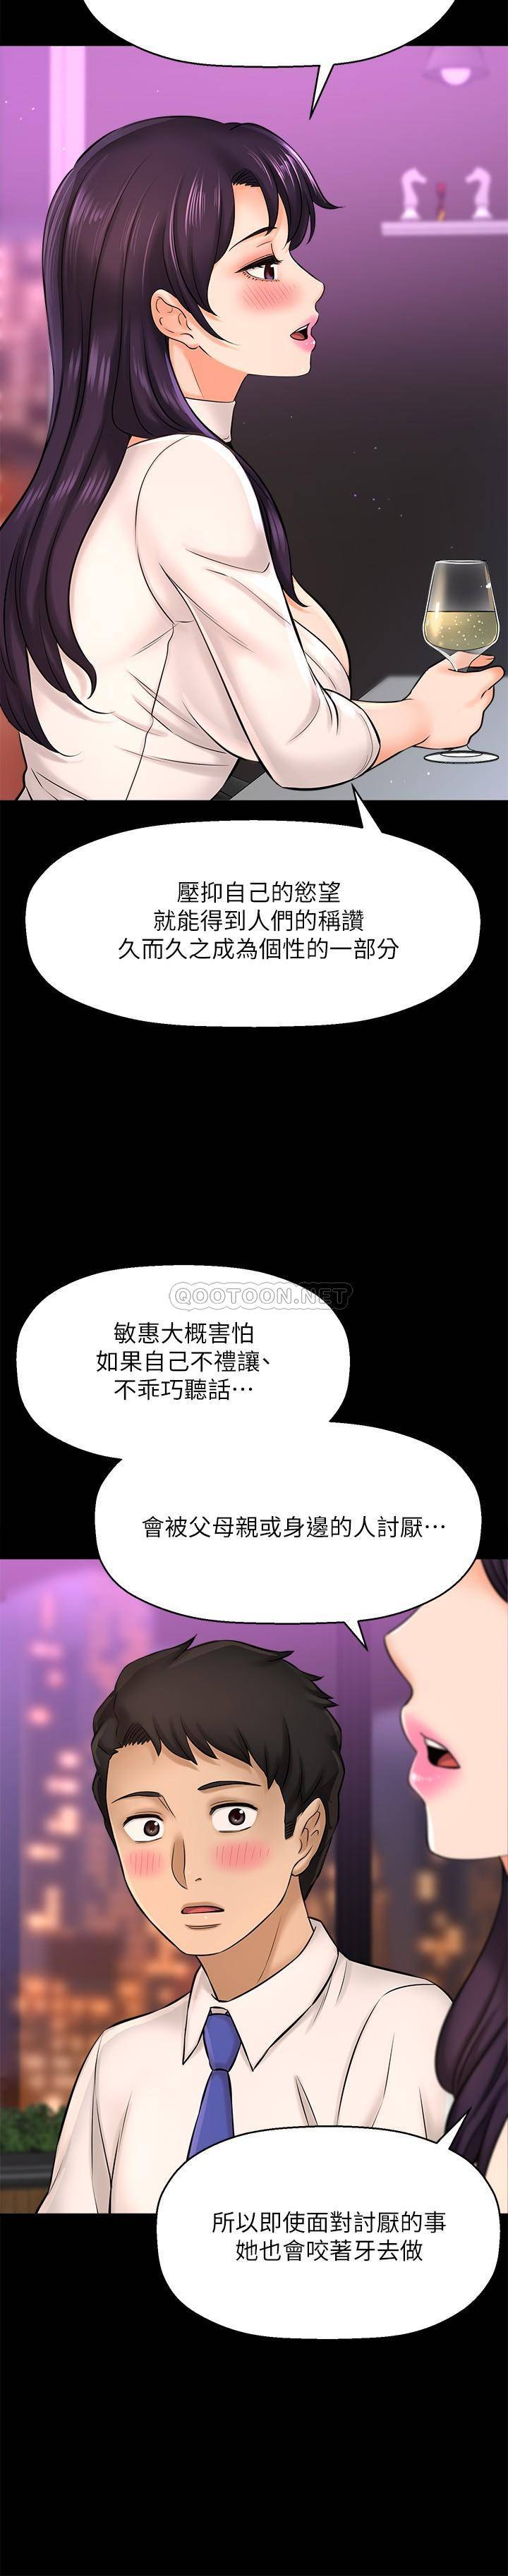 壓抑自己的慾望
就能得到人們的稱讚
久而久之成為個性的一部分
QOOTOON.NET
敏惠大概害怕
如果自己不禮讓、
不乖巧聽話⋯
會被父母親或身邊的人討厭⋯
所以即使面對討厭的事
她也會咬著牙去做